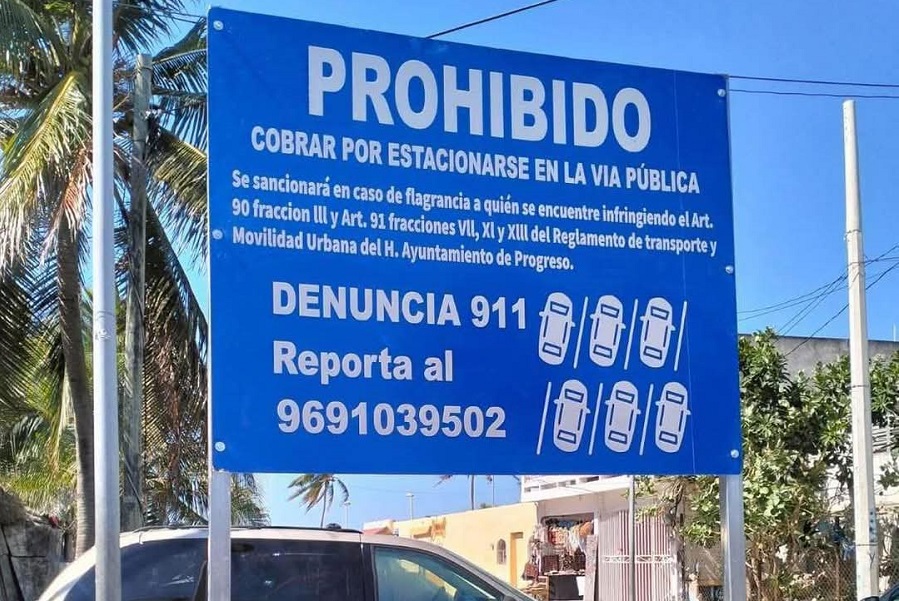 PROHIBIDO
COBRAR POR ESTACIONARSE EN LA VIA PÚBLICA
Se sancionará en caso de flagrancia a quién se encuentre infringiendo el Art.
90 fraccion III y Art. 91 fracciones VII, XI y XIII del Reglamento de transporte y
Movilidad Urbana del H. Ayuntamiento de Progreso.
DENUNCIA 911
Reporta al
9691039502